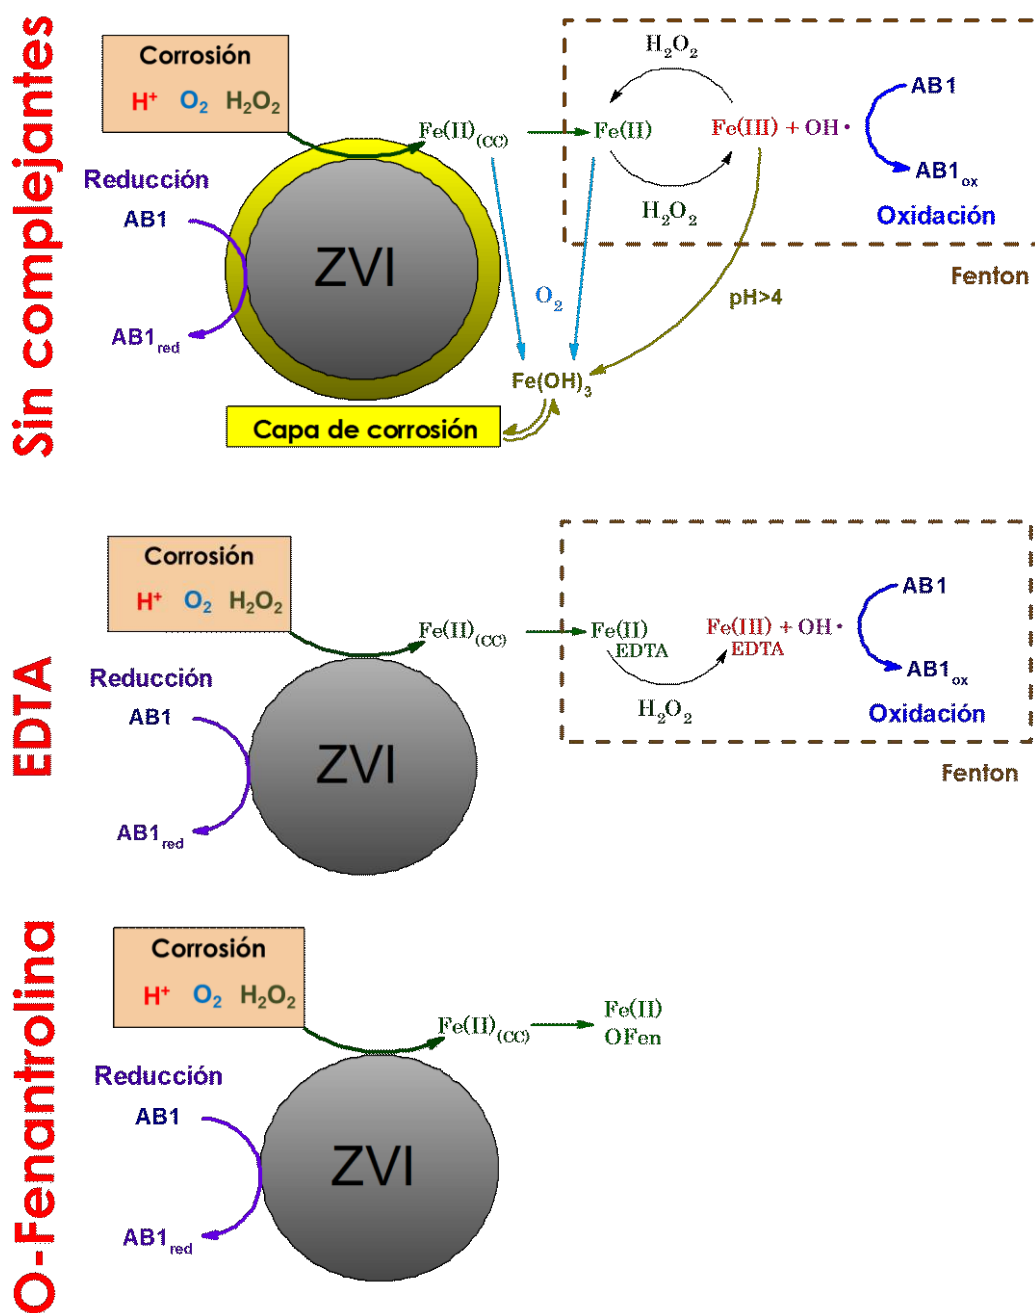 Sin complejantes
Corrosión
H⁺ O₂ H₂O₂
Fe(II)(CC)
Fe(II)
H₂O₂
Fe(III) + OH•
H₂O₂
AB1
AB1ox
Oxidación
Fenton
Reducción
AB1
AB1red
ZVI
O₂
pH>4
Fe(OH)₃
Capa de corrosión
EDTA
Corrosión
H⁺ O₂ H₂O₂
Fe(II)(CC)
Fe(II)
EDTA
Fe(III) + OH•
EDTA
H₂O₂
AB1
AB1ox
Oxidación
Fenton
Reducción
AB1
AB1red
ZVI
O-Fenantrolina
Corrosión
H⁺ O₂ H₂O₂
Fe(II)(CC)
Fe(II)
OFen
Reducción
AB1
AB1red
ZVI